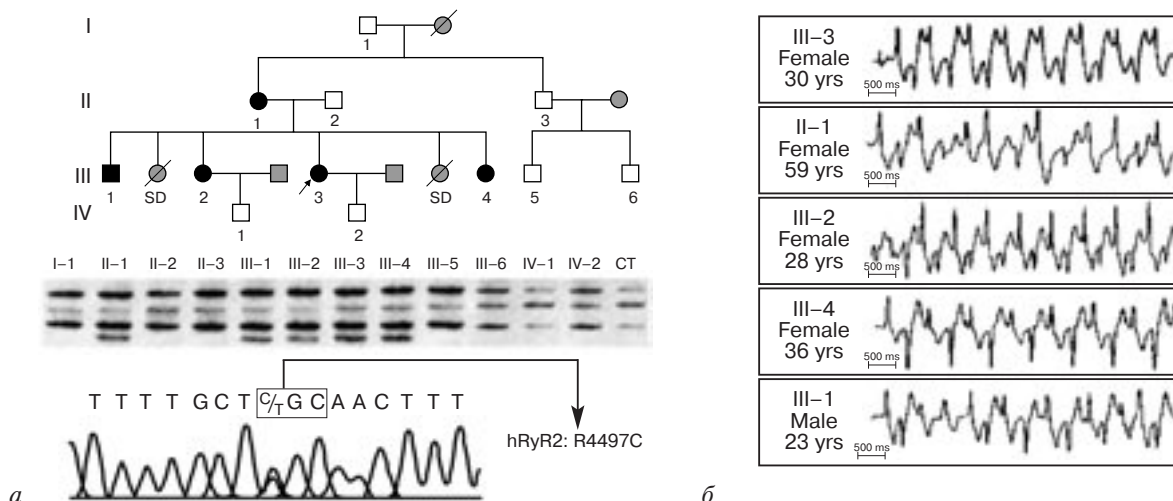 I
1
II
1 2 3
III
1 SD 2 3 SD 4 5 6
IV
1 2
I–1 II–1 II–2 II–3 III–1 III–2 III–3 III–4 III–5 III–6 IV–1 IV–2 CT
T T T T G C T C/T G C A A C T T T
hRyR2: R4497C
а
III–3
Female
30 yrs
500 ms
II–1
Female
59 yrs
500 ms
III–2
Female
28 yrs
500 ms
III–4
Female
36 yrs
500 ms
III–1
Male
23 yrs
500 ms
б